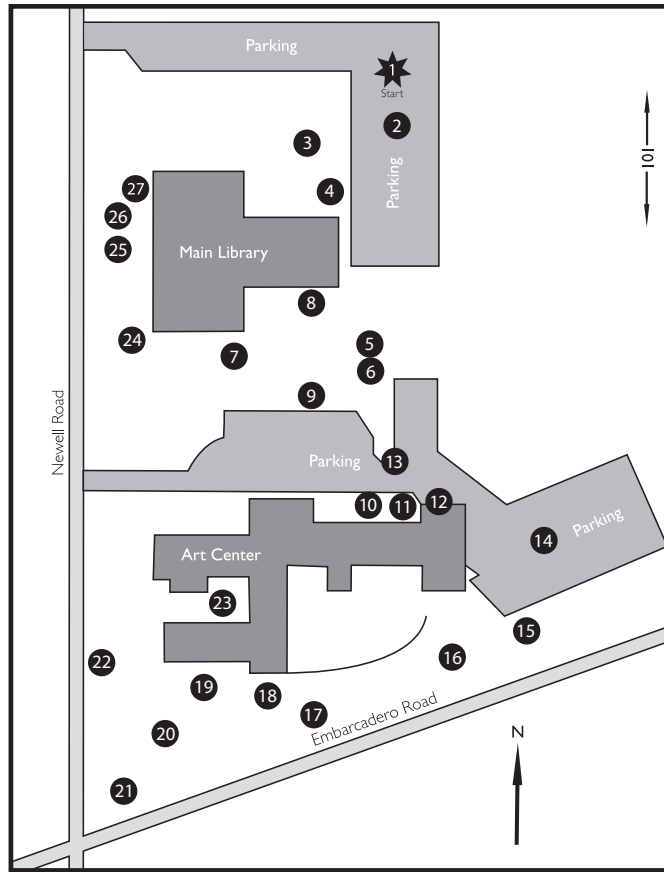 Parking
1
Start
2
Parking
3
4
101
27
26
25
Main Library
8
24
7
5
6
9
Newell Road
Parking
13
10
11
12
14
Parking
Art Center
23
15
16
22
19
18
17
Embarcadero Road
20
21
N